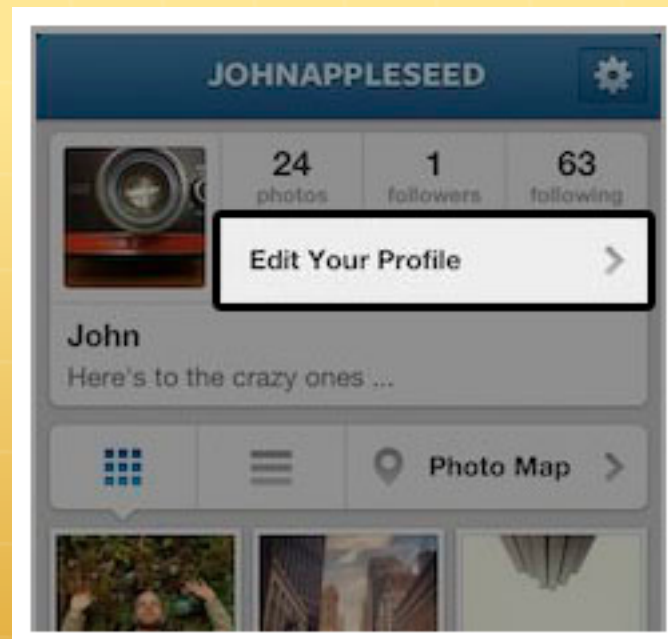 JOHNAPPLESEED
24 1 63
photos followers following
Edit Your Profile
John
Here's to the crazy ones ...
Photo Map